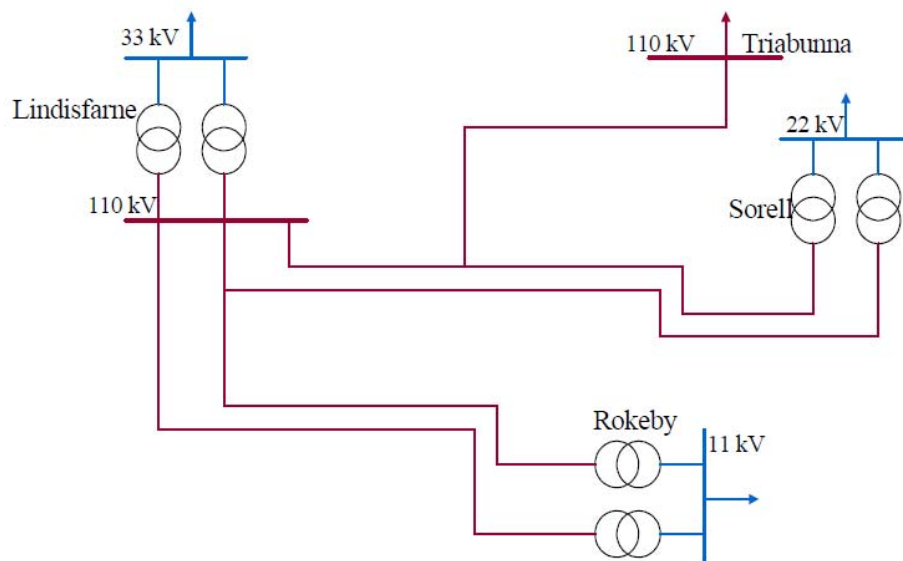 33 kV
110 kV Triabunna
Lindisfarne
22 kV
110 kV
Sorell
Rokeby
11 kV